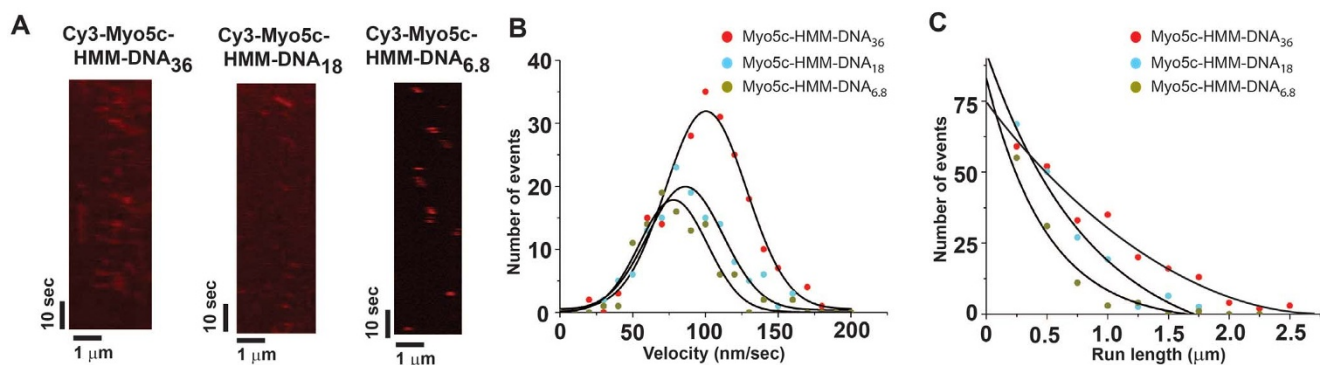 A
Cy3-Myo5c-
HMM-DNA36
Cy3-Myo5c-
HMM-DNA18
Cy3-Myo5c-
HMM-DNA6.8
10 sec
1 μm
10 sec
1 μm
10 sec
1 μm
B
Myo5c-HMM-DNA36
Myo5c-HMM-DNA18
Myo5c-HMM-DNA6.8
Number of events
40
30
20
10
0
0 50 100 150 200
Velocity (nm/sec)
C
Myo5c-HMM-DNA36
Myo5c-HMM-DNA18
Myo5c-HMM-DNA6.8
Number of events
75
50
25
0
0 0.5 1.0 1.5 2.0 2.5
Run length(μm)